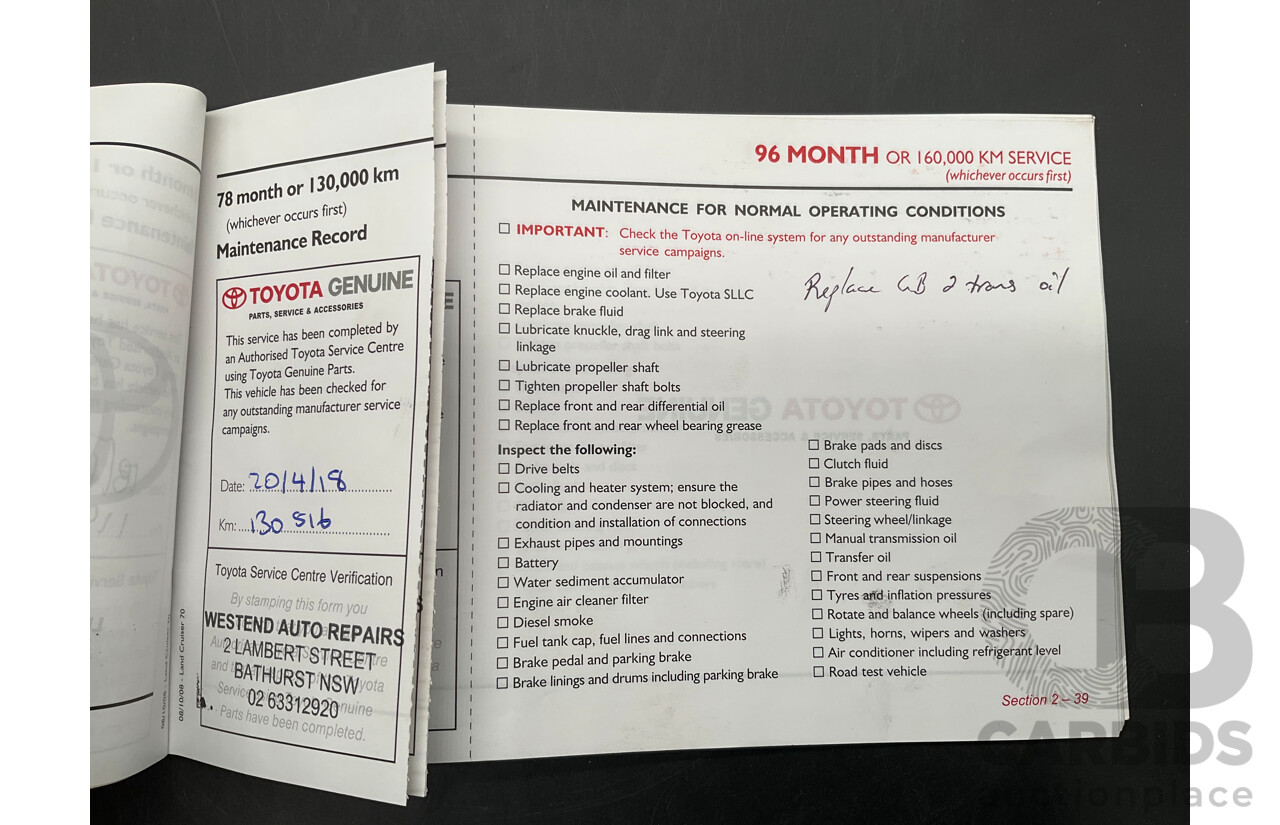 78 month or 130,000 km
(whichever occurs first)
Maintenance Record
TOYOTA GENUINE
PARTS, SERVICE & ACCESSORIES
This service has been completed by
an Authorised Toyota Service Centre
using Toyota Genuine Parts.
This vehicle has been checked for
any outstanding manufacturer service
campaigns.
Date: 20/4/18
Km: 130 516
Toyota Service Centre Verification
By stamping this form you
WESTEND AUTO REPAIRS
2 LAMBERT STREET
BATHURST NSW
02 63312920
Parts have been completed.
08/10/08 - Land Cruiser 70
96 MONTH OR 160,000 KM SERVICE
(whichever occurs first)
MAINTENANCE FOR NORMAL OPERATING CONDITIONS
IMPORTANT: Check the Toyota on-line system for any outstanding manufacturer
service campaigns.
Replace engine oil and filter
Replace engine coolant. Use Toyota SLLC
Replace brake fluid
Lubricate knuckle, drag link and steering
linkage
Lubricate propeller shaft
Tighten propeller shaft bolts
Replace front and rear differential oil
Replace front and rear wheel bearing grease
Replace GB & trans oil
Inspect the following:
Drive belts
Cooling and heater system; ensure the
radiator and condenser are not blocked, and
condition and installation of connections
Exhaust pipes and mountings
Battery
Water sediment accumulator
Engine air cleaner filter
Diesel smoke
Fuel tank cap, fuel lines and connections
Brake pedal and parking brake
Brake linings and drums including parking brake
Brake pads and discs
Clutch fluid
Brake pipes and hoses
Power steering fluid
Steering wheel/linkage
Manual transmission oil
Transfer oil
Front and rear suspensions
Tyres and inflation pressures
Rotate and balance wheels (including spare)
Lights, horns, wipers and washers
Air conditioner including refrigerant level
Road test vehicle
Section 2 – 39
CARBIDS
auctionplace